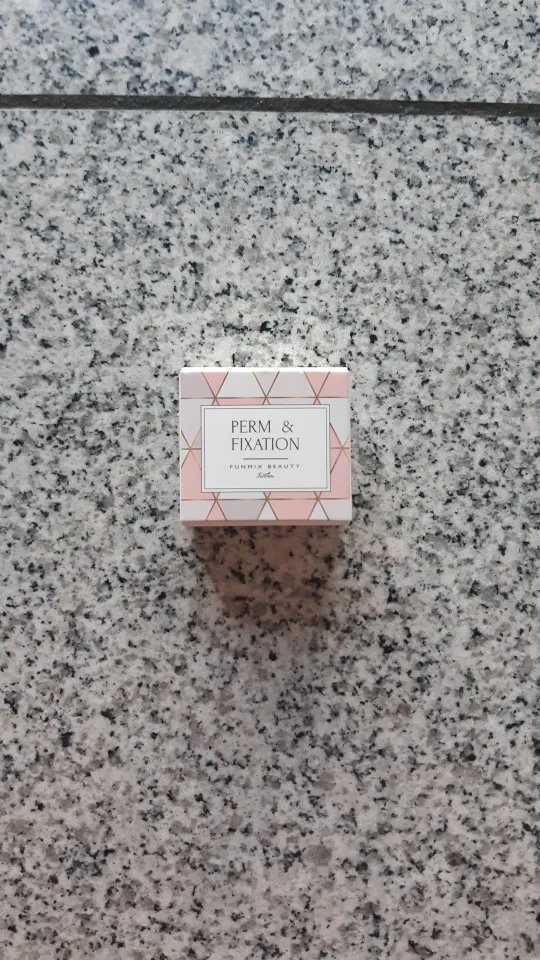 PERM &
FIXATION
FUNMIX BEAUTY